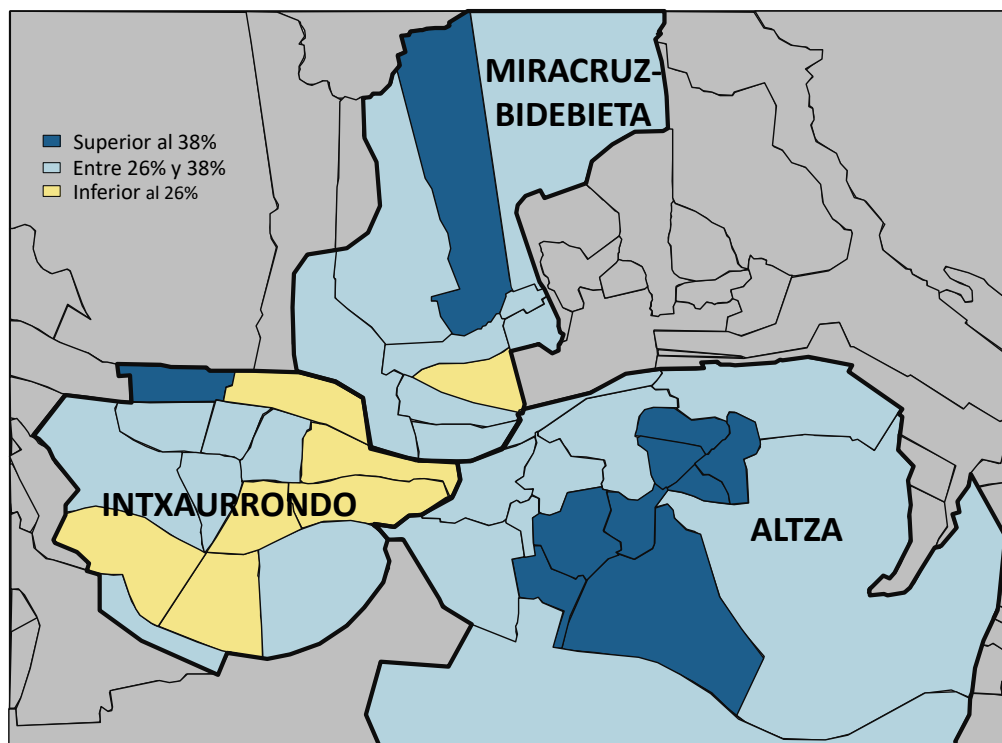 MIRACRUZ-
BIDEBIETA
Superior al 38%
Entre 26% y 38%
Inferior al 26%
INTXAURRONDO
ALTZA